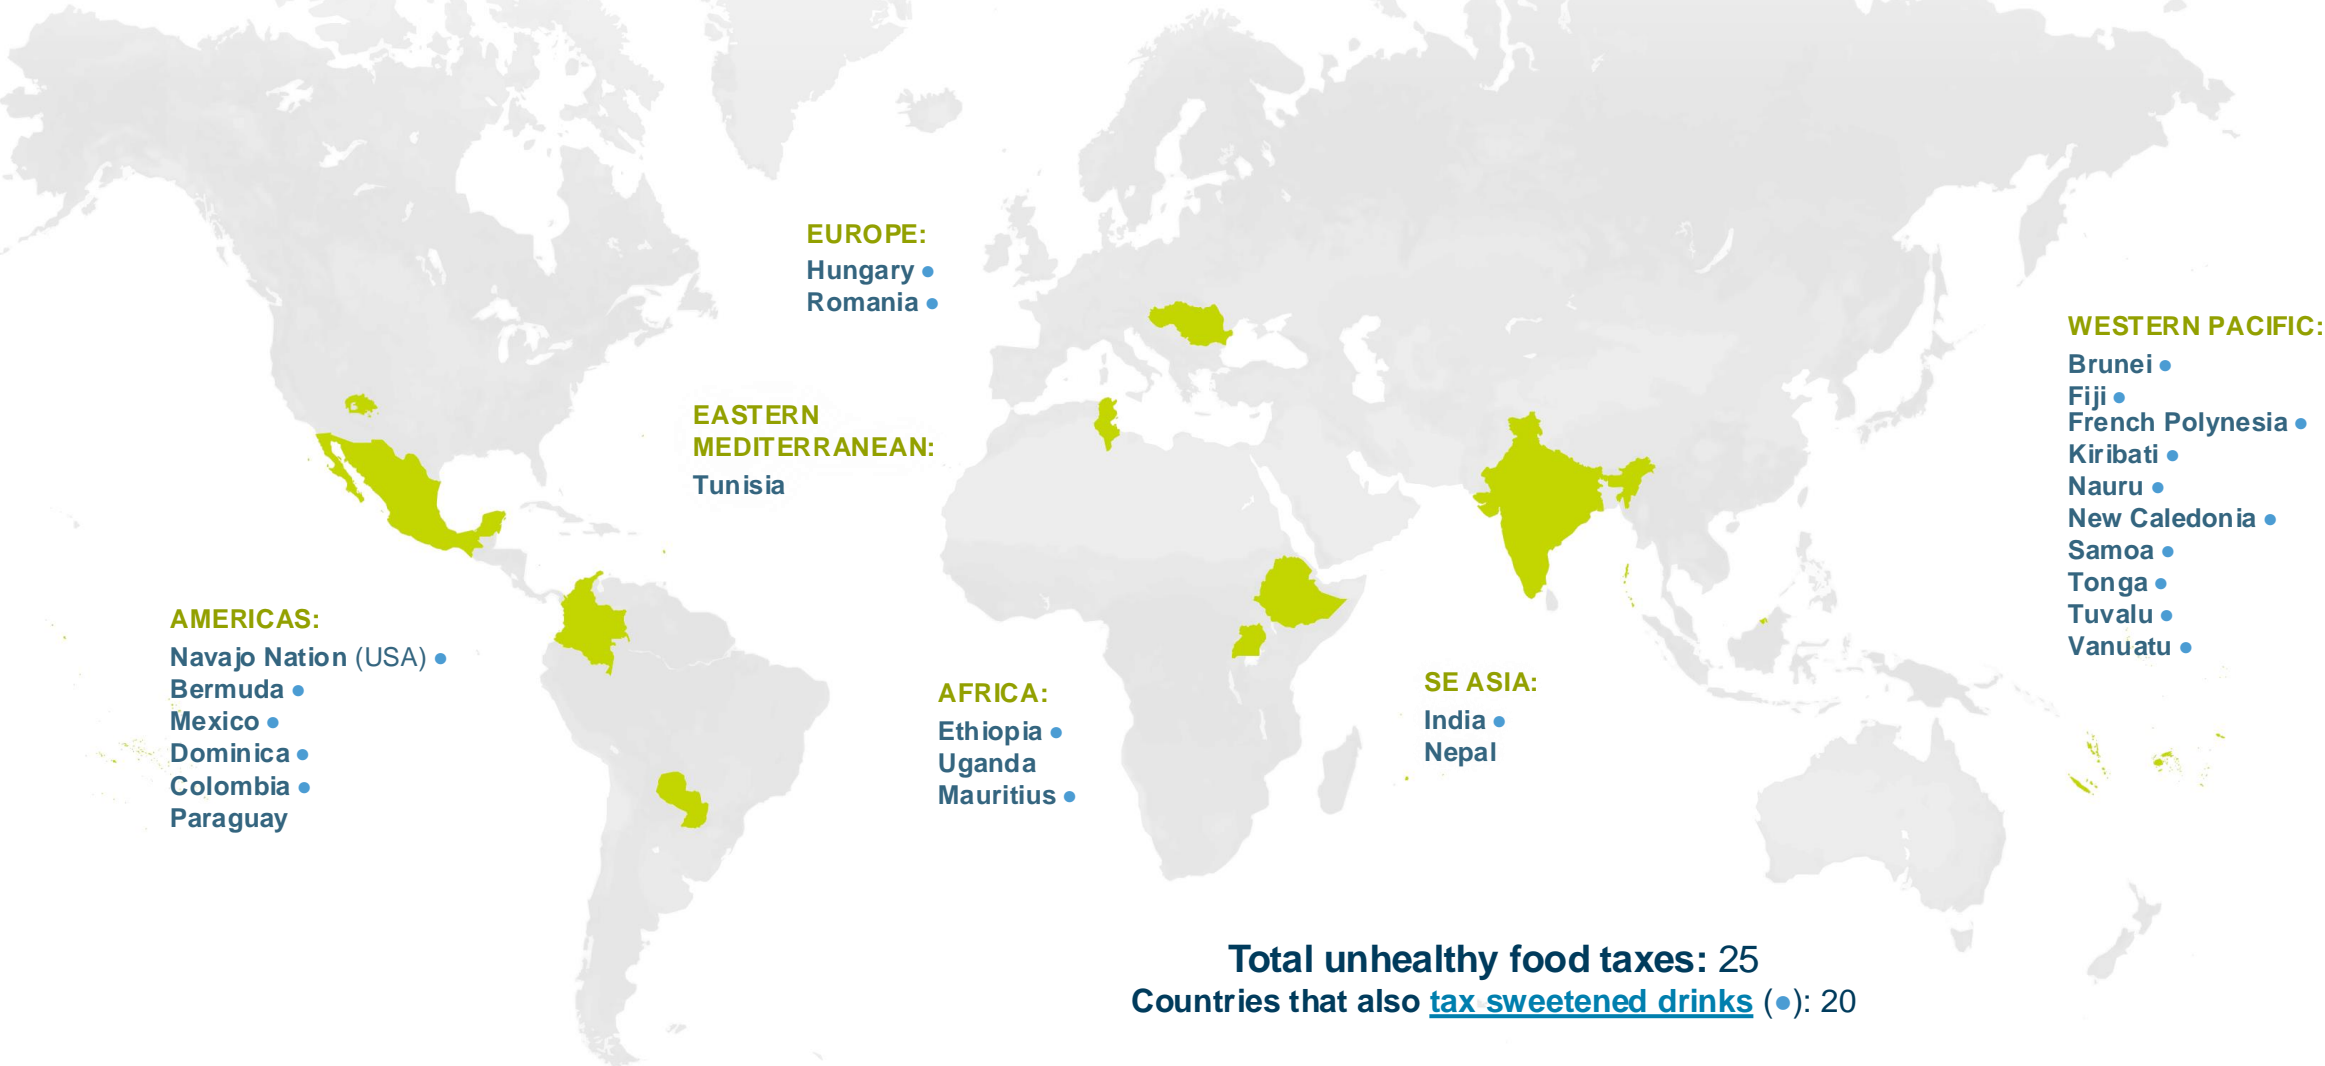 EUROPE:
Hungary ●
Romania ●
EASTERN
MEDITERRANEAN:
Tunisia
AMERICAS:
Navajo Nation (USA) ●
Bermuda ●
Mexico ●
Dominica ●
Colombia ●
Paraguay
AFRICA:
Ethiopia ●
Uganda
Mauritius ●
SE ASIA:
India ●
Nepal
WESTERN PACIFIC:
Brunei ●
Fiji ●
French Polynesia ●
Kiribati ●
Nauru ●
New Caledonia ●
Samoa ●
Tonga ●
Tuvalu ●
Vanuatu ●
Total unhealthy food taxes: 25
Countries that also tax sweetened drinks (●): 20